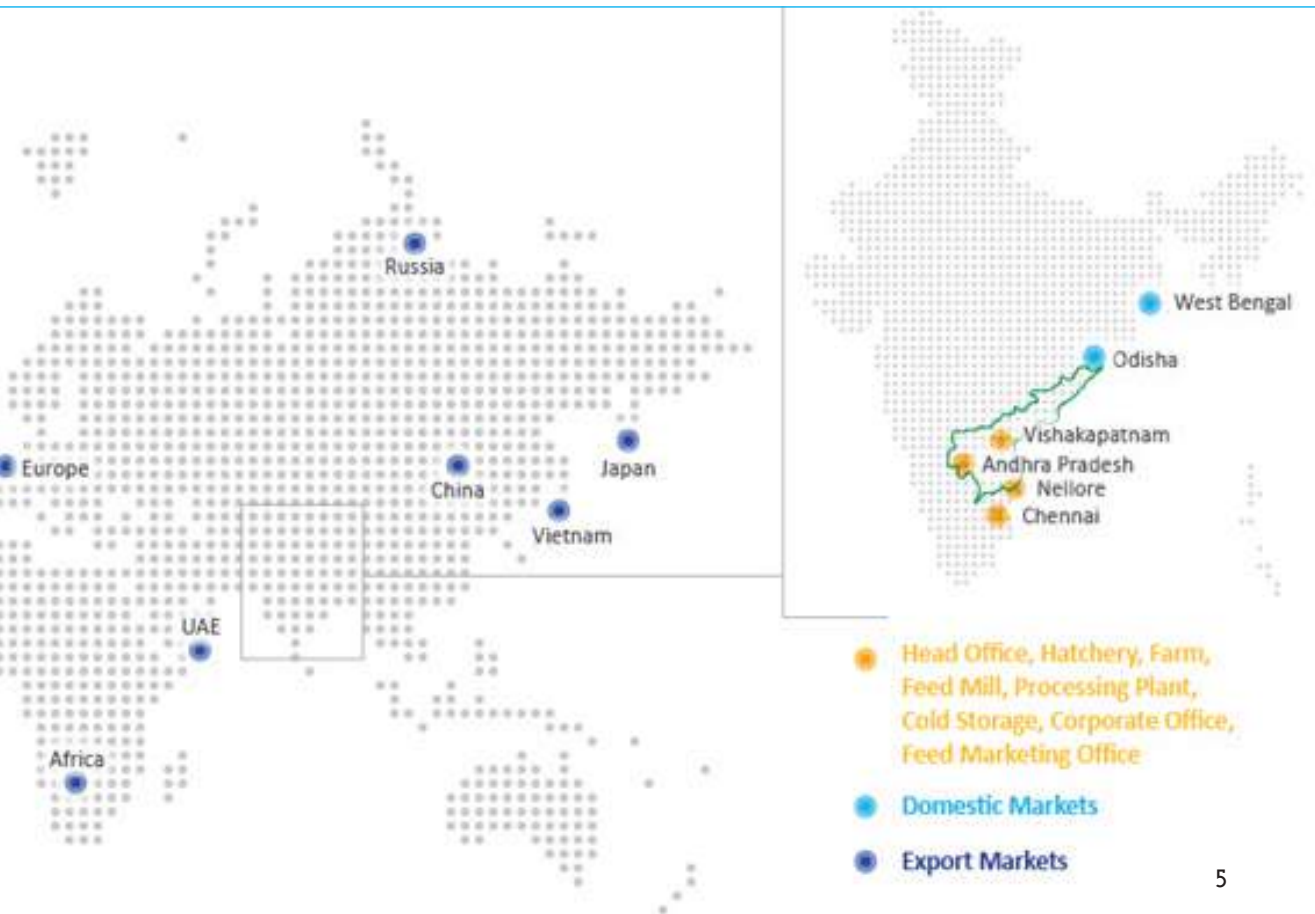 Russia
Europe
China
Japan
Vietnam
UAE
Africa
West Bengal
Odisha
Vishakapatnam
Andhra Pradesh
Nellore
Chennai
Head Office, Hatchery, Farm,
Feed Mill, Processing Plant,
Cold Storage, Corporate Office,
Feed Marketing Office
Domestic Markets
Export Markets
5